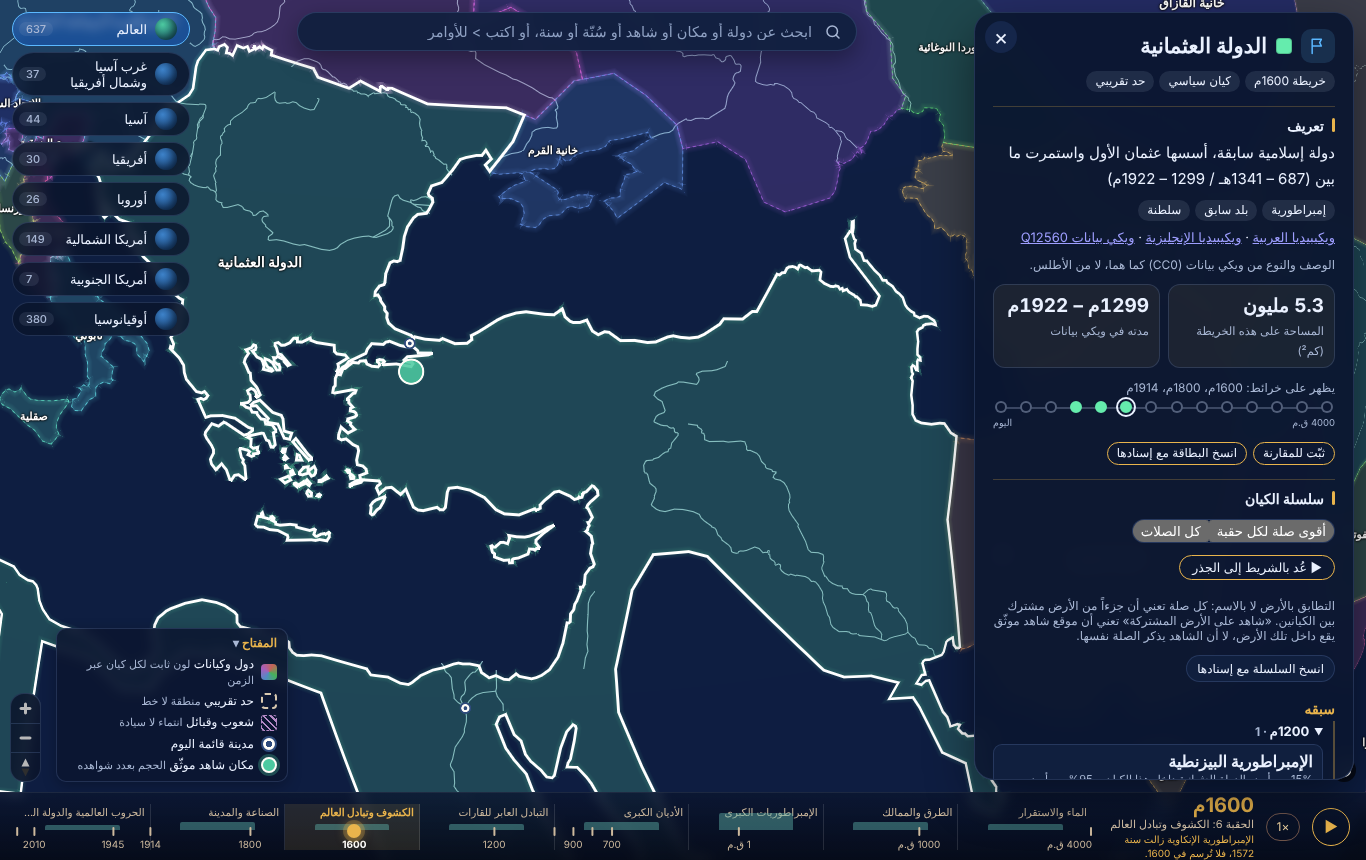 الدولة العثمانية
خريطة 1600م
كيان سياسي
حد تقريبي
تعريف
دولة إسلامية سابقة، أسسها عثمان الأول واستمرت ما
بين (687 – 1341هـ / 1299 – 1922م)
إمبراطورية
بلد سابق
سلطنة
ويكيبيديا العربية · ويكيبيديا الإنجليزية · ويكي بيانات Q12560
الوصف والنوع من ويكي بيانات (CC0) كما هما، لا من الأطلس.
5.3 مليون
المساحة على هذه الخريطة
(كم²)
1299م – 1922م
مدته في ويكي بيانات
يظهر على خرائط: 1600م، 1800م، 1914م
4000 ق.م
اليوم
ثبّت للمقارنة
انسخ البطاقة مع إسنادها
سلسلة الكيان
أقوى صلة لكل حقبة
كل الصلات
▶ عُد بالشريط إلى الجذر
التطابق بالأرض لا بالاسم: كل صلة تعني أن جزءاً من الأرض مشترك
بين الكيانين. «شاهد على الأرض المشتركة» تعني أن موقع شاهد موثّق
يقع داخل تلك الأرض، لا أن الشاهد يذكر الصلة نفسها.
انسخ السلسلة مع إسنادها
سبقه
▼ 1200م · 1
الإمبراطورية البيزنطية
ابحث عن دولة أو مكان أو شاهد أو سُنّة أو سنة، أو اكتب > للأوامر
العالم
637
غرب آسيا
وشمال أفريقيا
37
آسيا
44
أفريقيا
30
أوروبا
26
أمريكا الشمالية
149
أمريكا الجنوبية
7
أوقيانوسيا
380
خانية القازاق
خانية القرم
الدولة العثمانية
صقلية
المفتاح ▼
دول وكيانات لون ثابت لكل كيان عبر
الزمن
حد تقريبي منطقة لا خط
شعوب وقبائل انتماء لا سيادة
مدينة قائمة اليوم
مكان شاهد موثّق الحجم بعدد شواهده
+
−
1600م
الحقبة 6: الكشوف وتبادل العالم
الإمبراطورية الإنكاوية زالت سنة
1572، فلا تُرسم في 1600.
1×
الماء والاستقرار
الطرق والممالك
الإمبراطوريات الكبرى
الأديان الكبرى
التبادل العابر للقارات
الكشوف وتبادل العالم
الصناعة والمدينة
الحروب العالمية والدولة الـ...
4000 ق.م
1000 ق.م
1 ق.م
700
900
1200
1600
1800
1914
1945
2010